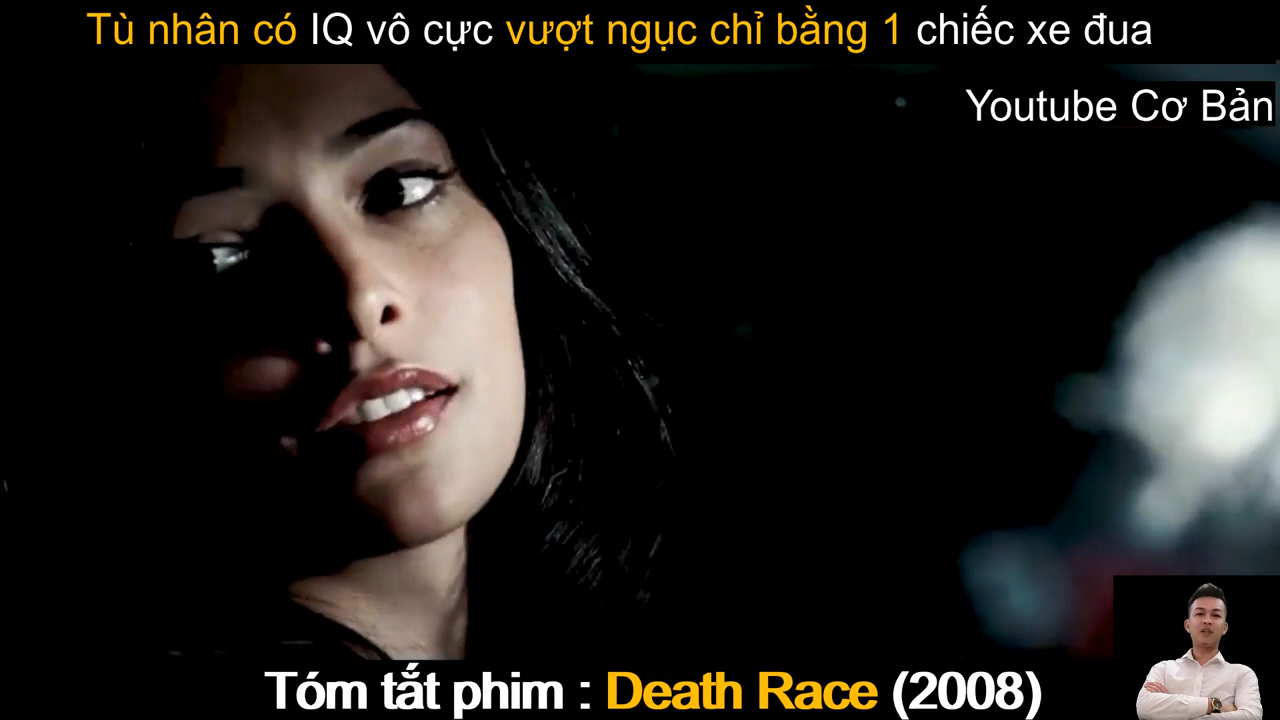 Tù nhân có IQ vô cực vượt ngục chỉ bằng 1 chiếc xe đua
Youtube Cơ Bản
Tóm tắt phim : Death Race (2008)